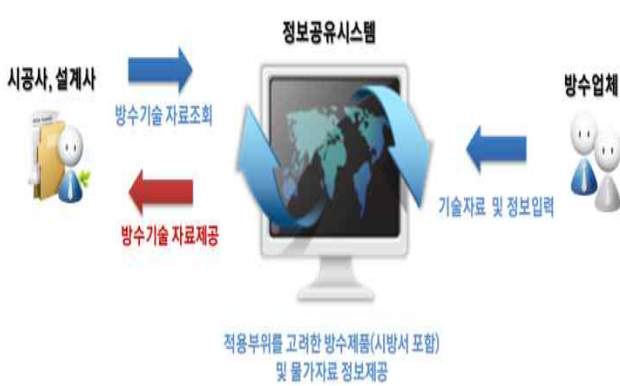 정보공유시스템
시공사, 설계사
방수업체
방수기술 자료조회
기술자료 및 정보입력
방수기술 자료제공
적용부위를 고려한 방수제품(시방서 포함)
및 물가자료 정보제공